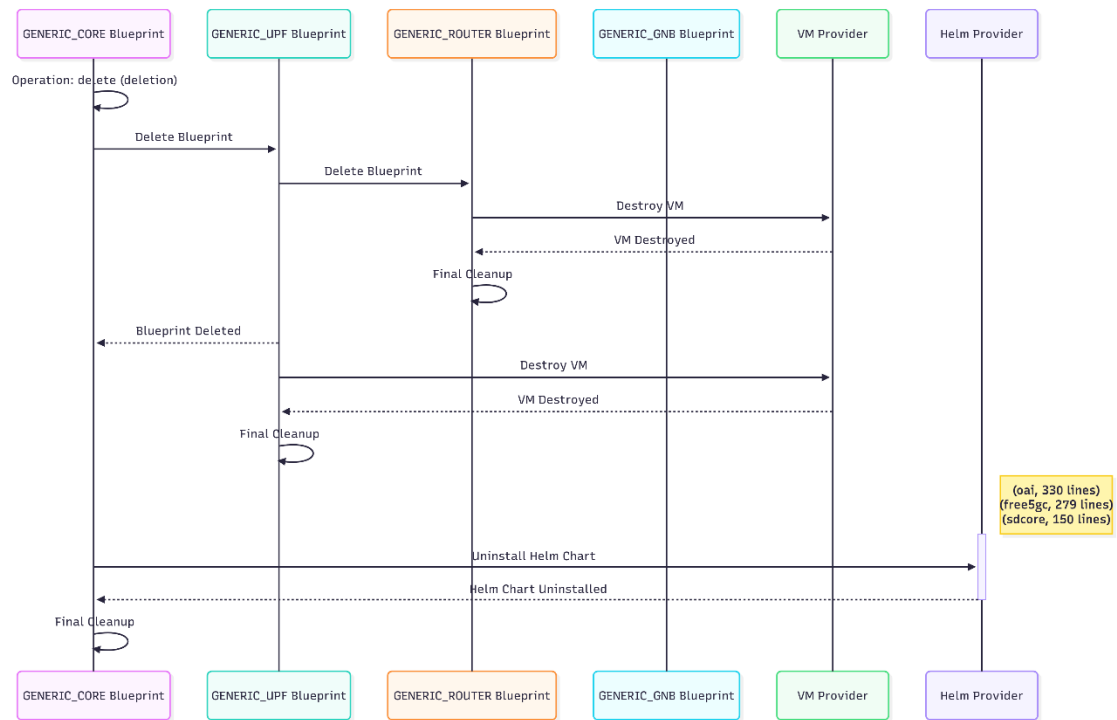 GENERIC_CORE Blueprint
GENERIC_UPF Blueprint
GENERIC_ROUTER Blueprint
GENERIC_GNB Blueprint
VM Provider
Helm Provider
Operation: delete (deletion)
Delete Blueprint
Delete Blueprint
Destroy VM
VM Destroyed
Final Cleanup
Blueprint Deleted
Destroy VM
VM Destroyed
Final Cleanup
(oai, 330 lines)
(free5gc, 279 lines)
(sdcore, 150 lines)
Uninstall Helm Chart
Helm Chart Uninstalled
Final Cleanup
GENERIC_CORE Blueprint
GENERIC_UPF Blueprint
GENERIC_ROUTER Blueprint
GENERIC_GNB Blueprint
VM Provider
Helm Provider